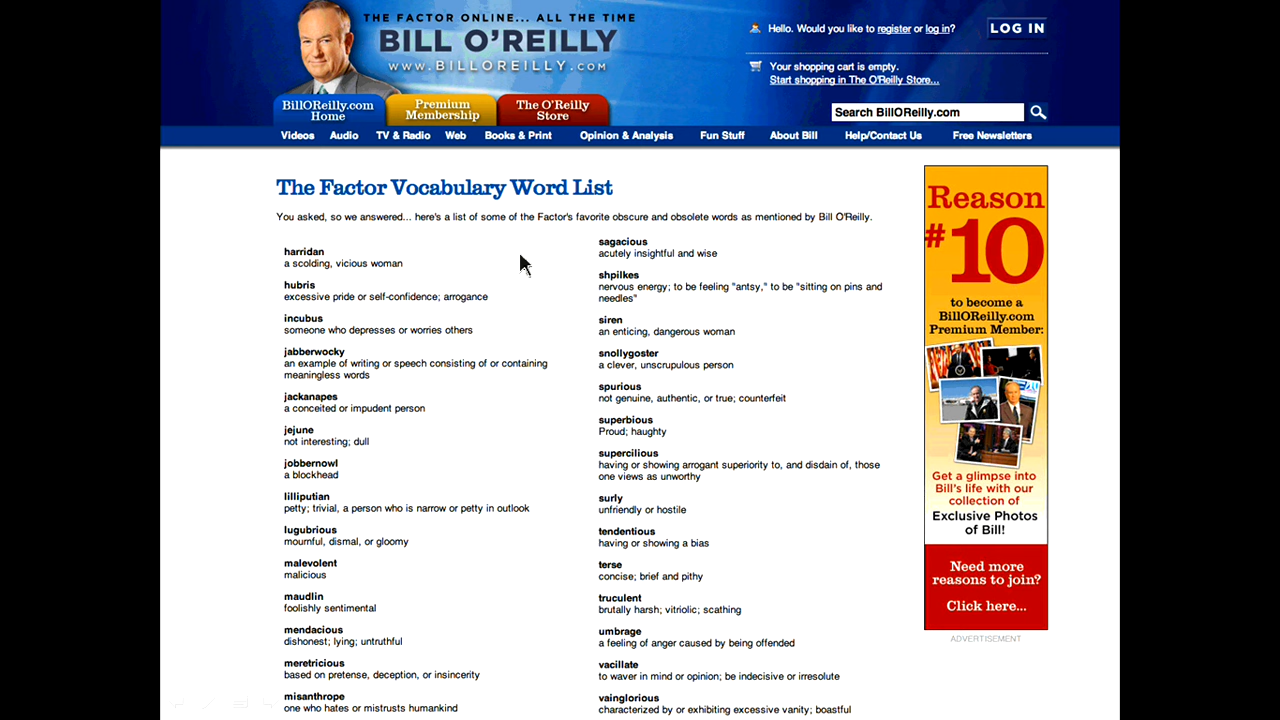 THE FACTOR ONLINE... ALL THE TIME
BILL O'REILLY
WWW.BILLOREILLY.COM
Hello. Would you like to register or log in?
LOG IN
Your shopping cart is empty.
Start shopping in The O'Reilly Store...
BillOReilly.com
Home
Premium
Membership
The O'Reilly
Store
Search BillOReilly.com
Videos Audio TV & Radio Web Books & Print Opinion & Analysis Fun Stuff About Bill Help/Contact Us Free Newsletters
The Factor Vocabulary Word List
You asked, so we answered... here's a list of some of the Factor's favorite obscure and obsolete words as mentioned by Bill O'Reilly.
harridan
a scolding, vicious woman
hubris
excessive pride or self-confidence; arrogance
incubus
someone who depresses or worries others
jabberwocky
an example of writing or speech consisting of or containing
meaningless words
jackanapes
a conceited or impudent person
jejune
not interesting; dull
jobbernowl
a blockhead
lilliputian
petty; trivial, a person who is narrow or petty in outlook
lugubrious
mournful, dismal, or gloomy
malevolent
malicious
maudlin
foolishly sentimental
mendacious
dishonest; lying; untruthful
meretricious
based on pretense, deception, or insincerity
misanthrope
one who hates or mistrusts humankind
sagacious
acutely insightful and wise
shpilkes
nervous energy; to be feeling "antsy," to be "sitting on pins and
needles"
siren
an enticing, dangerous woman
snollygoster
a clever, unscrupulous person
spurious
not genuine, authentic, or true; counterfeit
superbious
Proud; haughty
supercilious
having or showing arrogant superiority to, and disdain of, those
one views as unworthy
surly
unfriendly or hostile
tendentious
having or showing a bias
terse
concise; brief and pithy
truculent
brutally harsh; vitriolic; scathing
umbrage
a feeling of anger caused by being offended
vacillate
to waver in mind or opinion; be indecisive or irresolute
vainglorious
characterized by or exhibiting excessive vanity; boastful
Reason
#10
to become a
BillOReilly.com
Premium Member:
Get a glimpse into
Bill's life with our
collection of
Exclusive Photos
of Bill!
Need more
reasons to join?
Click here...
ADVERTISEMENT